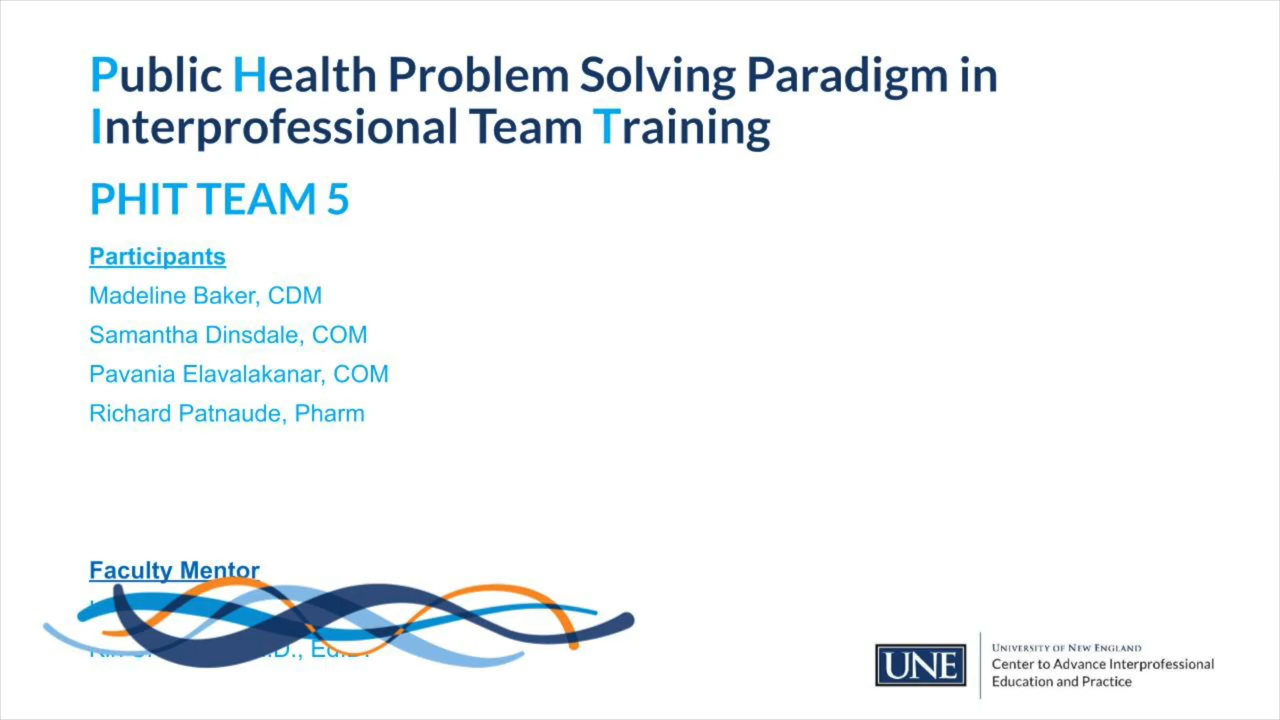 Public Health Problem Solving Paradigm in
Interprofessional Team Training
PHIT TEAM 5
Participants
Madeline Baker, CDM
Samantha Dinsdale, COM
Pavania Elavalakanar, COM
Richard Patnaude, Pharm
Faculty Mentor
UNE
UNIVERSITY OF NEW ENGLAND
Center to Advance Interprofessional
Education and Practice